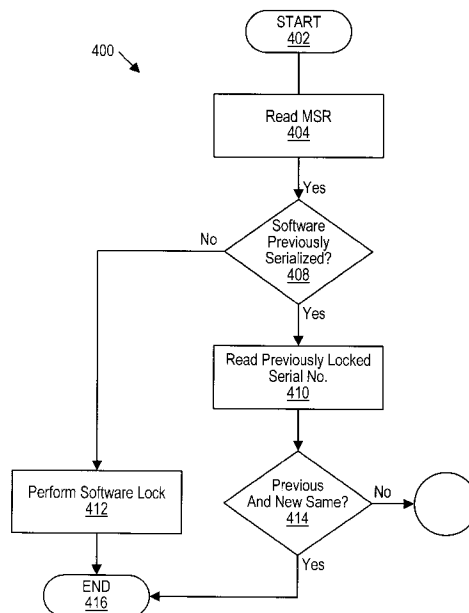 START
402
400
Read MSR
404
Yes
Software
Previously
Serialized?
408
No
Yes
Read Previously Locked
Serial No.
410
Perform Software Lock
412
Previous
And New Same?
414
No
Yes
END
416